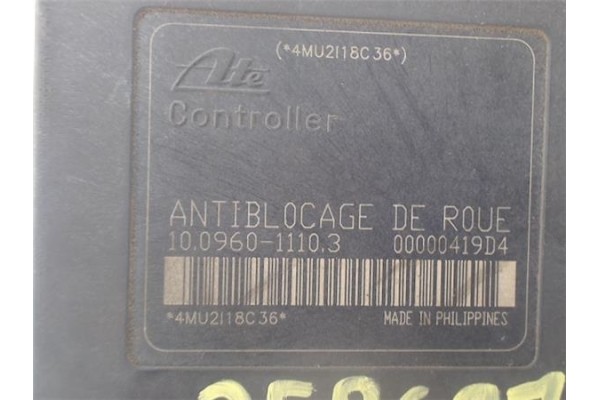 (*4MU2I18C36*)
Ate
Controller
ANTIBLOCAGE DE ROUE
10.0960-1110.3 00000419D4
*4MU2I18C36* MADE IN PHILIPPINES